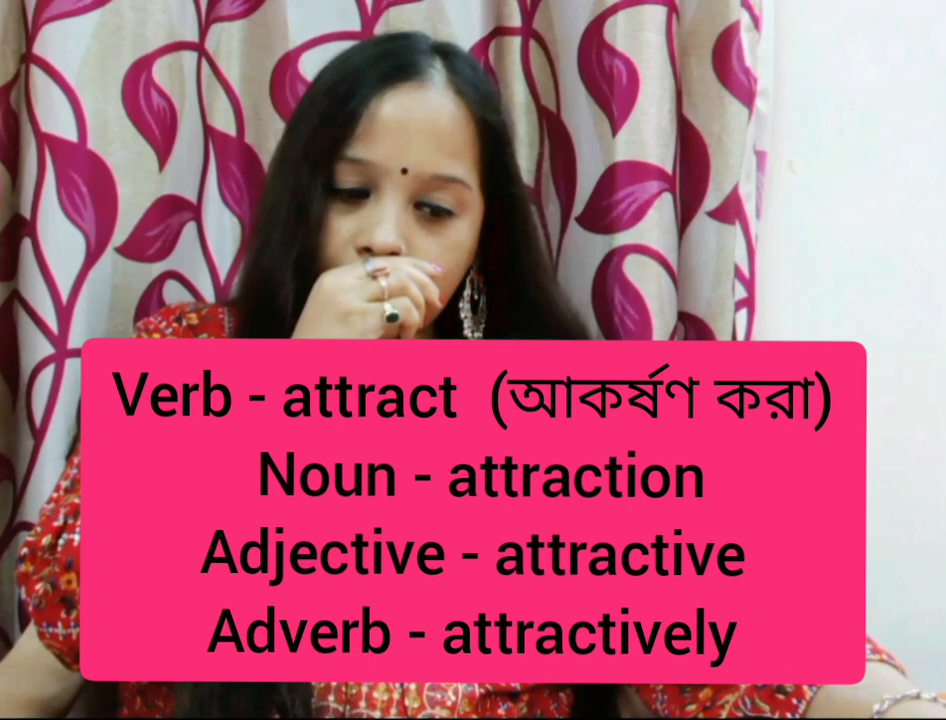 Verb - attract (আকর্ষণ করা)
Noun - attraction
Adjective - attractive
Adverb - attractively